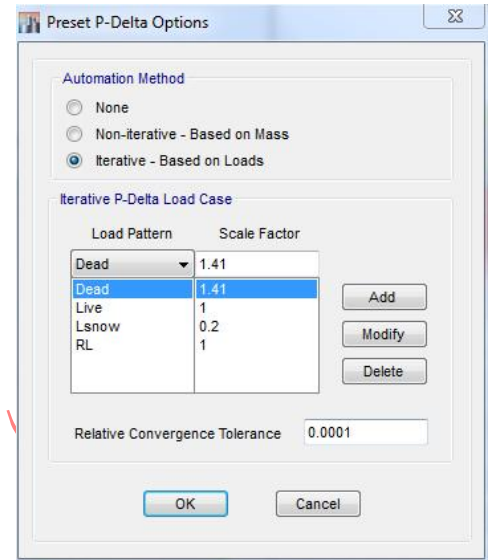 Preset P-Delta Options
Automation Method
None
Non-iterative - Based on Mass
Iterative - Based on Loads
Iterative P-Delta Load Case
Load Pattern Scale Factor
Dead 1.41
Dead 1.41
Live 1
Lsnow 0.2
RL 1
Add
Modify
Delete
Relative Convergence Tolerance 0.0001
OK Cancel